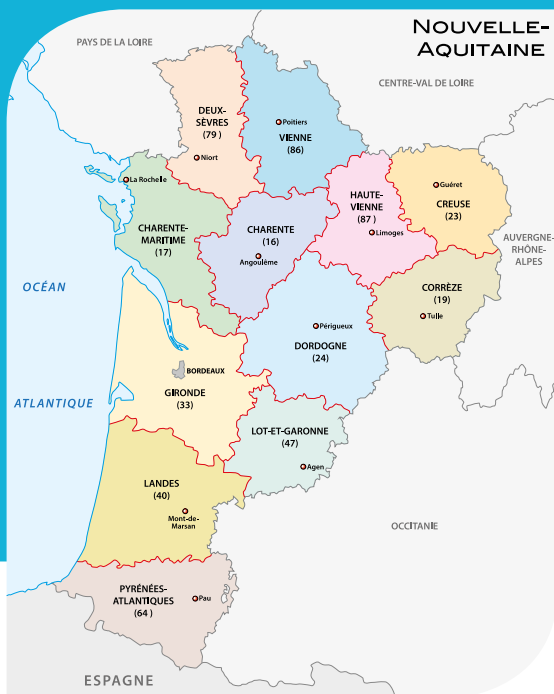 NOUVELLE-
AQUITAINE
PAYS DE LA LOIRE
CENTRE-VAL DE LOIRE
DEUX-
SÈVRES
(79 )
Niort
Poitiers
VIENNE
(86)
La Rochelle
CHARENTE-
MARITIME
(17)
CHARENTE
(16)
Angoulême
HAUTE-
VIENNE
(87 )
Limoges
Guéret
CREUSE
(23)
AUVERGNE-
RHÔNE-
ALPES
OCÉAN
ATLANTIQUE
CORRÈZE
(19)
Tulle
Périgueux
DORDOGNE
(24)
BORDEAUX
GIRONDE
(33)
LOT-ET-GARONNE
(47)
Agen
LANDES
(40)
Mont-de-
Marsan
OCCITANIE
PYRÉNÉES-
ATLANTIQUES
(64 )
Pau
ESPAGNE